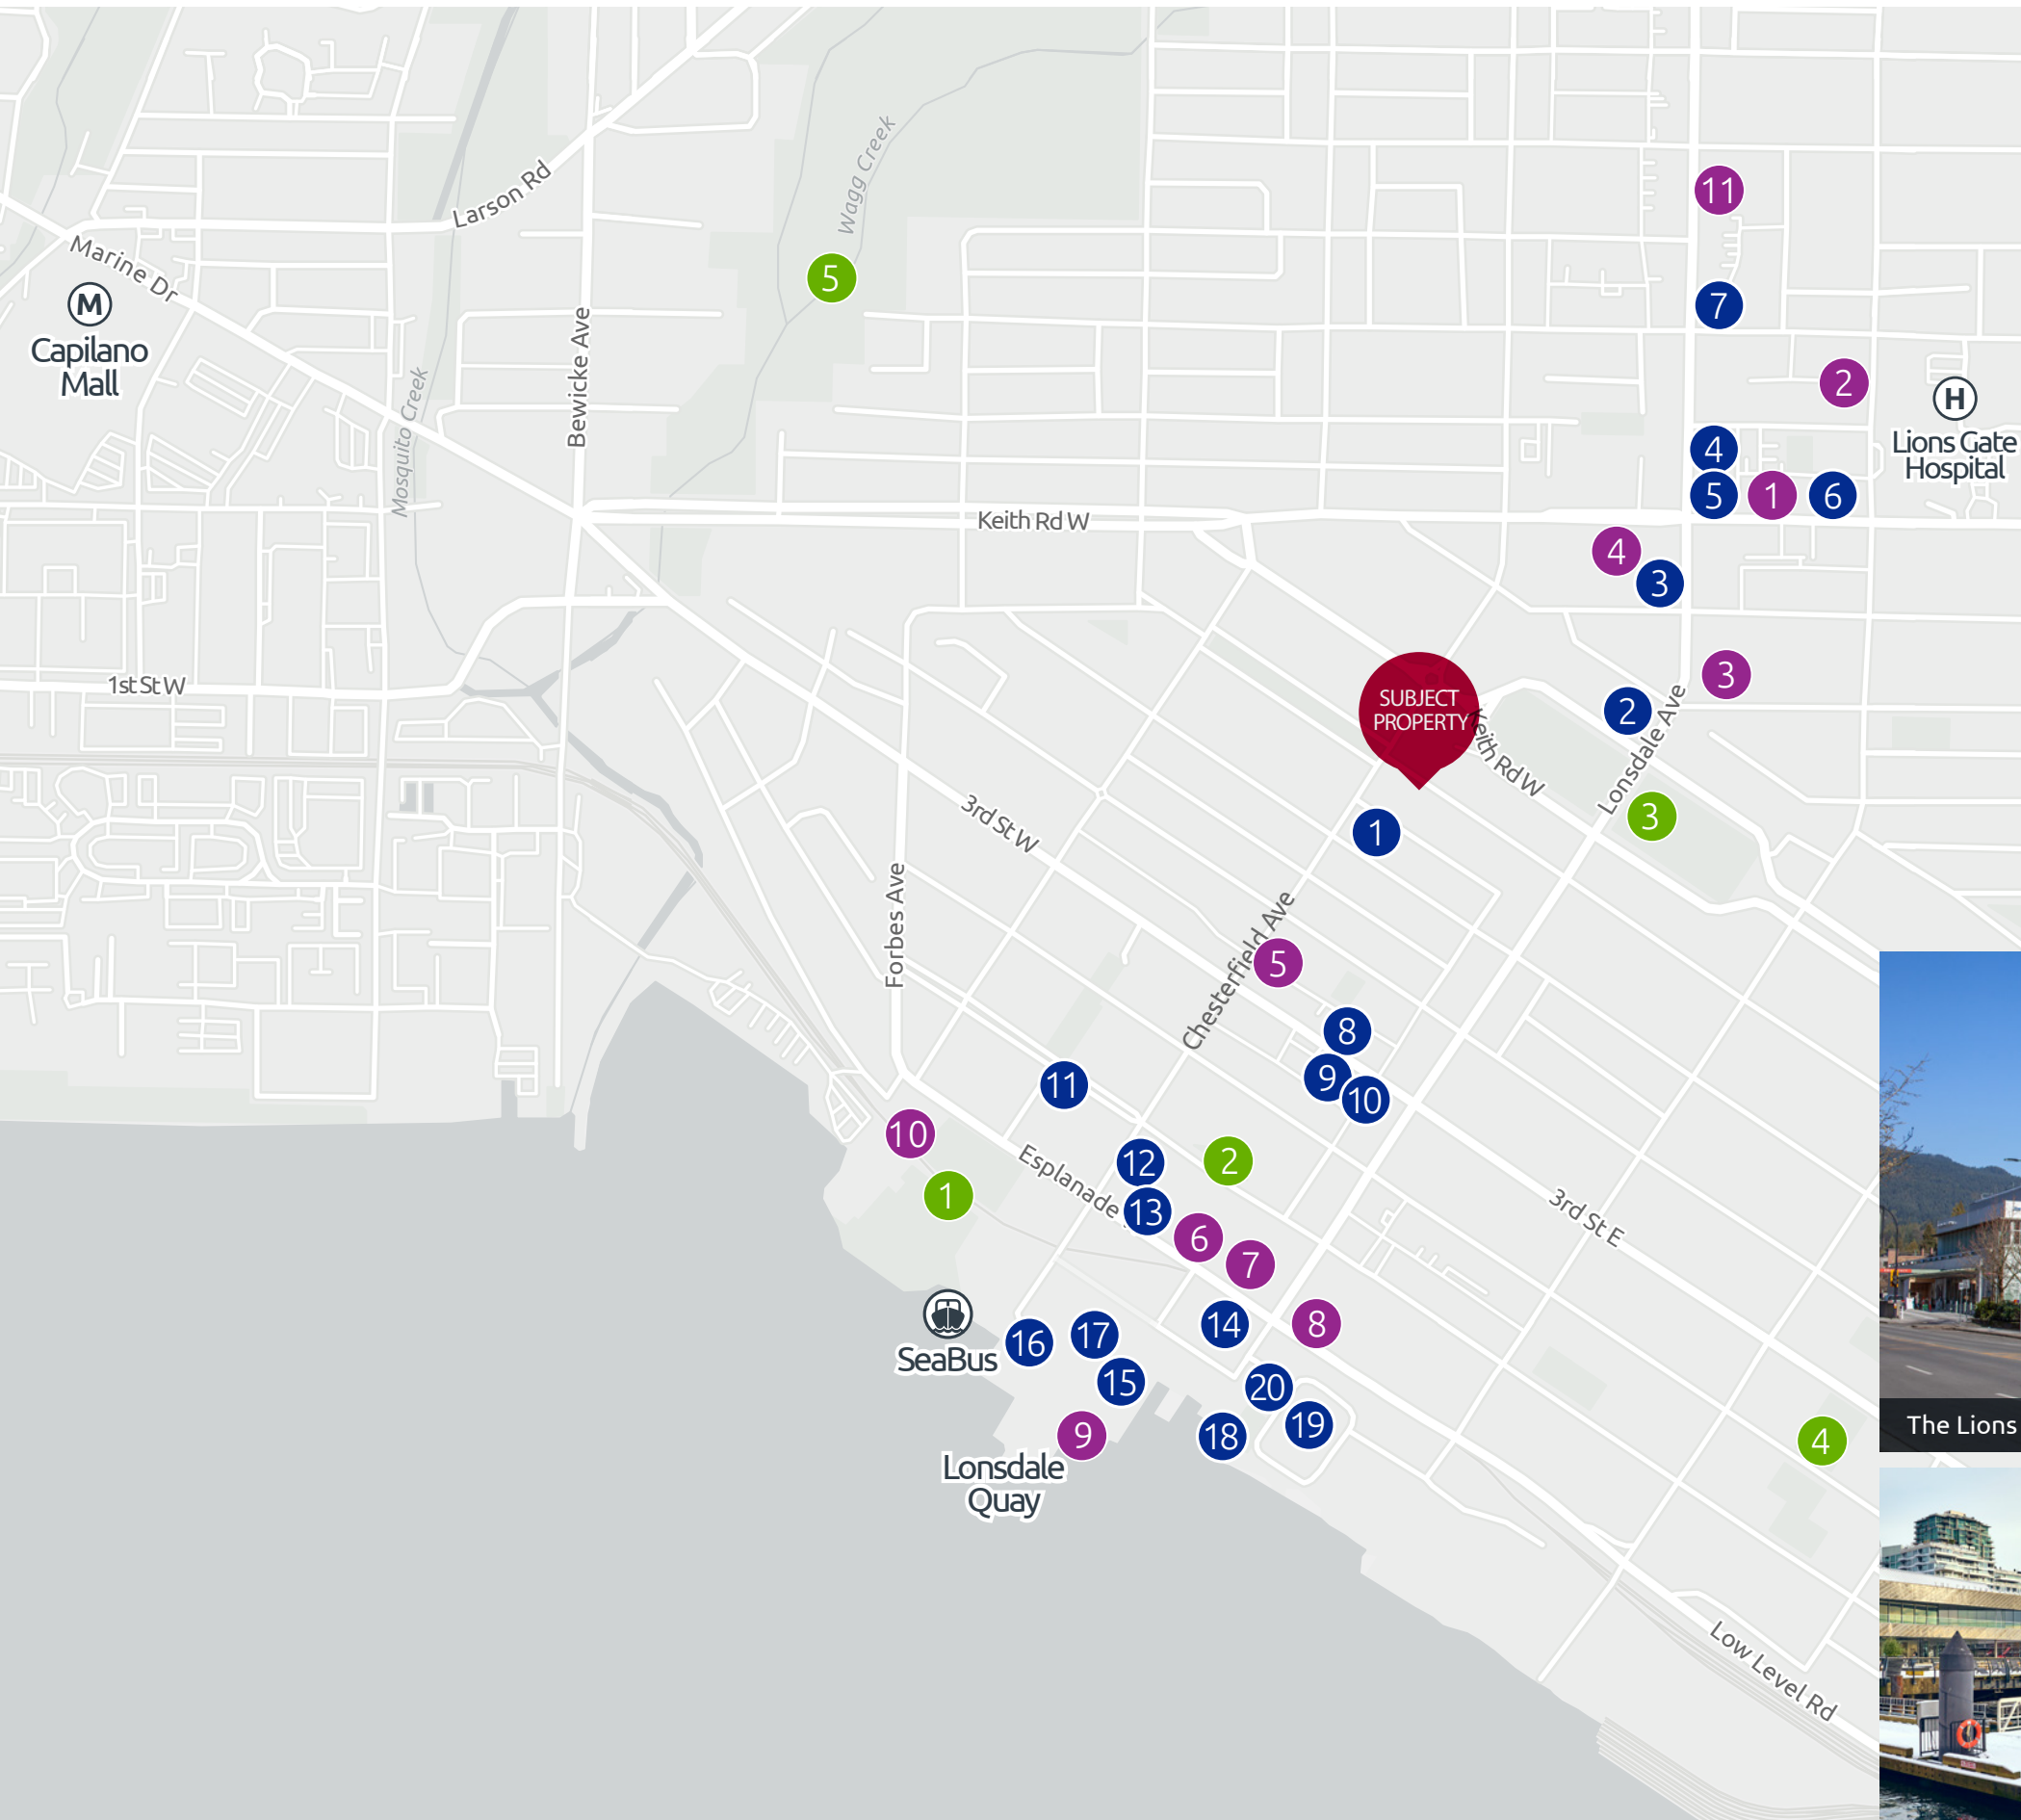 11
Wagg Creek
Larson Rd
Marine Dr
5
M
Capilano
Mall
7
Bewicke Ave
2
H
Lions Gate
Hospital
Mosquito Creek
4
5
1
6
Keith Rd W
4
3
1st St W
3
SUBJECT
PROPERTY
2
Keith Rd W
Lonsdale Ave
3rd St W
3
1
Forbes Ave
Chesterfield Ave
5
8
9
10
11
10
12
2
1
Esplanade
13
3rd St E
6
7
SeaBus
16
17
14
8
15
20
19
9
18
4
The Lions
Lonsdale
Quay
Low Level Rd